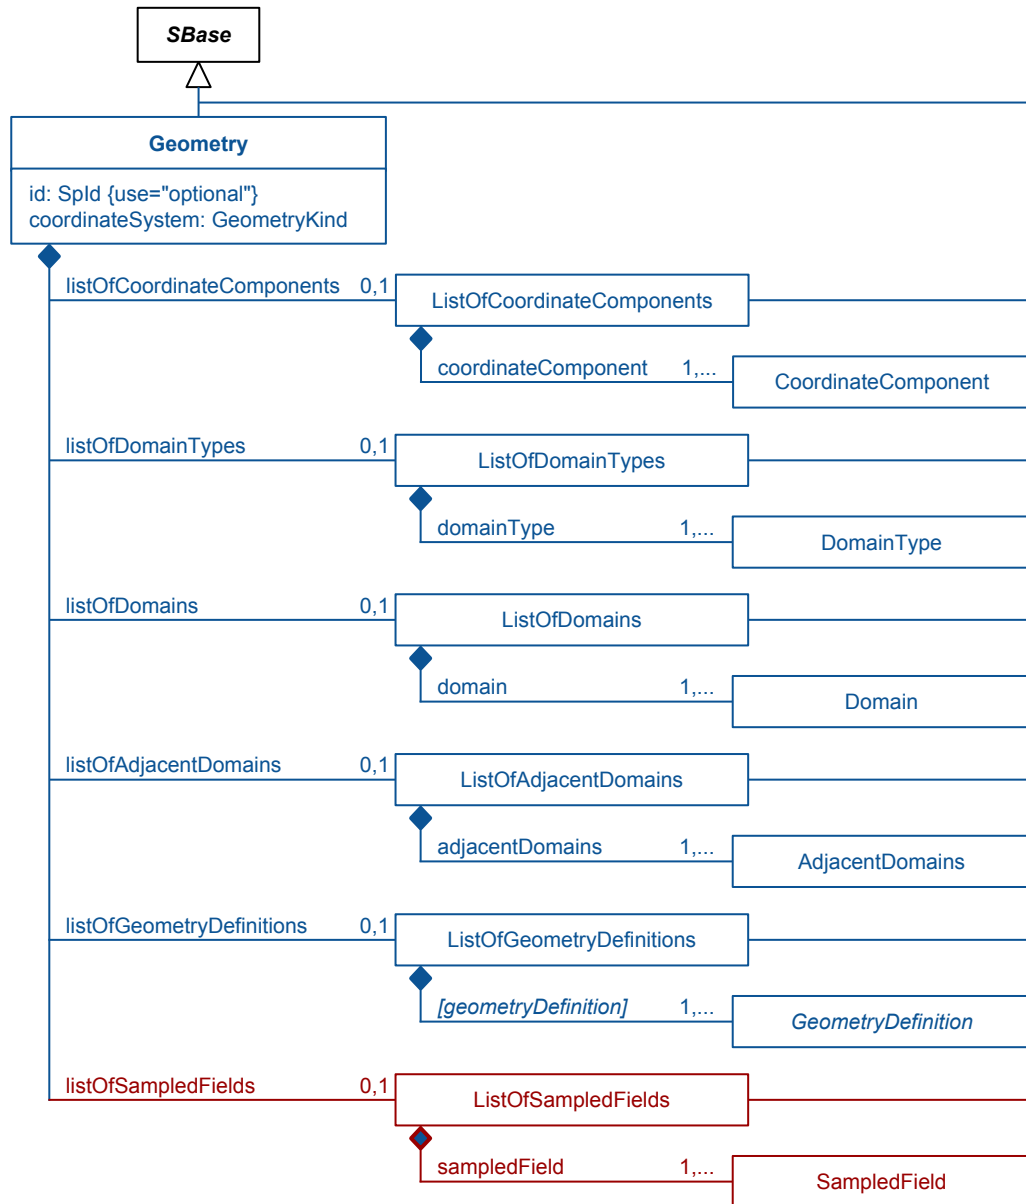 SBase
Geometry
id: SpId {use="optional"}
coordinateSystem: GeometryKind
listOfCoordinateComponents 0,1 ListOfCoordinateComponents
coordinateComponent 1,... CoordinateComponent
listOfDomainTypes 0,1 ListOfDomainTypes
domainType 1,... DomainType
listOfDomains 0,1 ListOfDomains
domain 1,... Domain
listOfAdjacentDomains 0,1 ListOfAdjacentDomains
adjacentDomains 1,... AdjacentDomains
listOfGeometryDefinitions 0,1 ListOfGeometryDefinitions
[geometryDefinition] 1,... GeometryDefinition
listOfSampledFields 0,1 ListOfSampledFields
sampledField 1,... SampledField